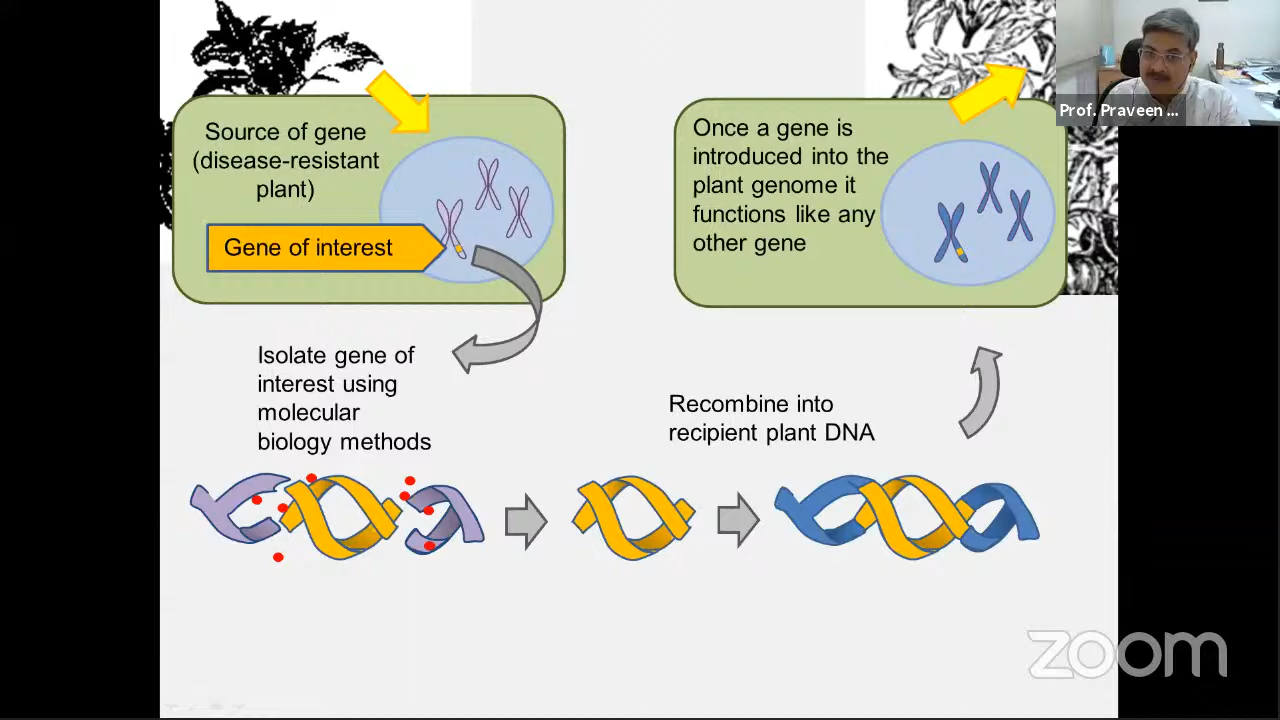 Prof. Praveen ...
Source of gene
(disease-resistant
plant)
Gene of interest
Once a gene is
introduced into the
plant genome it
functions like any
other gene
Isolate gene of
interest using
molecular
biology methods
Recombine into
recipient plant DNA
zoom